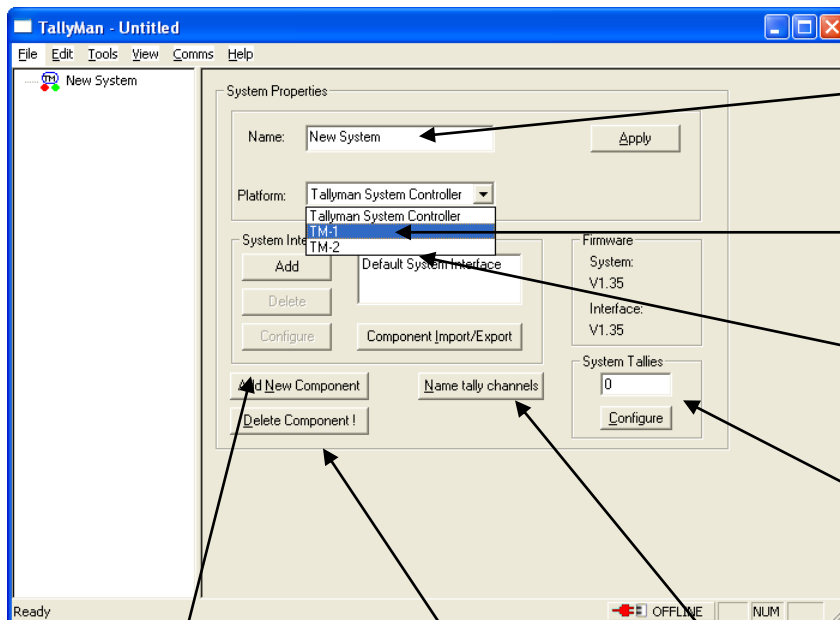 TallyMan - Untitled
File Edit Tools View Comms Help
New System
System Properties
Name: New System Apply
Platform: Tallyman System Controller
Tallyman System Controller
TM-1
TM-2
System Inte
Add
Delete
Configure
Default System Interface
Component Import/Export
Firmware
System:
V1.35
Interface:
V1.35
System Tallies
0
Configure
Add New Component
Name tally channels
Delete Component !
Ready OFFLINE NUM